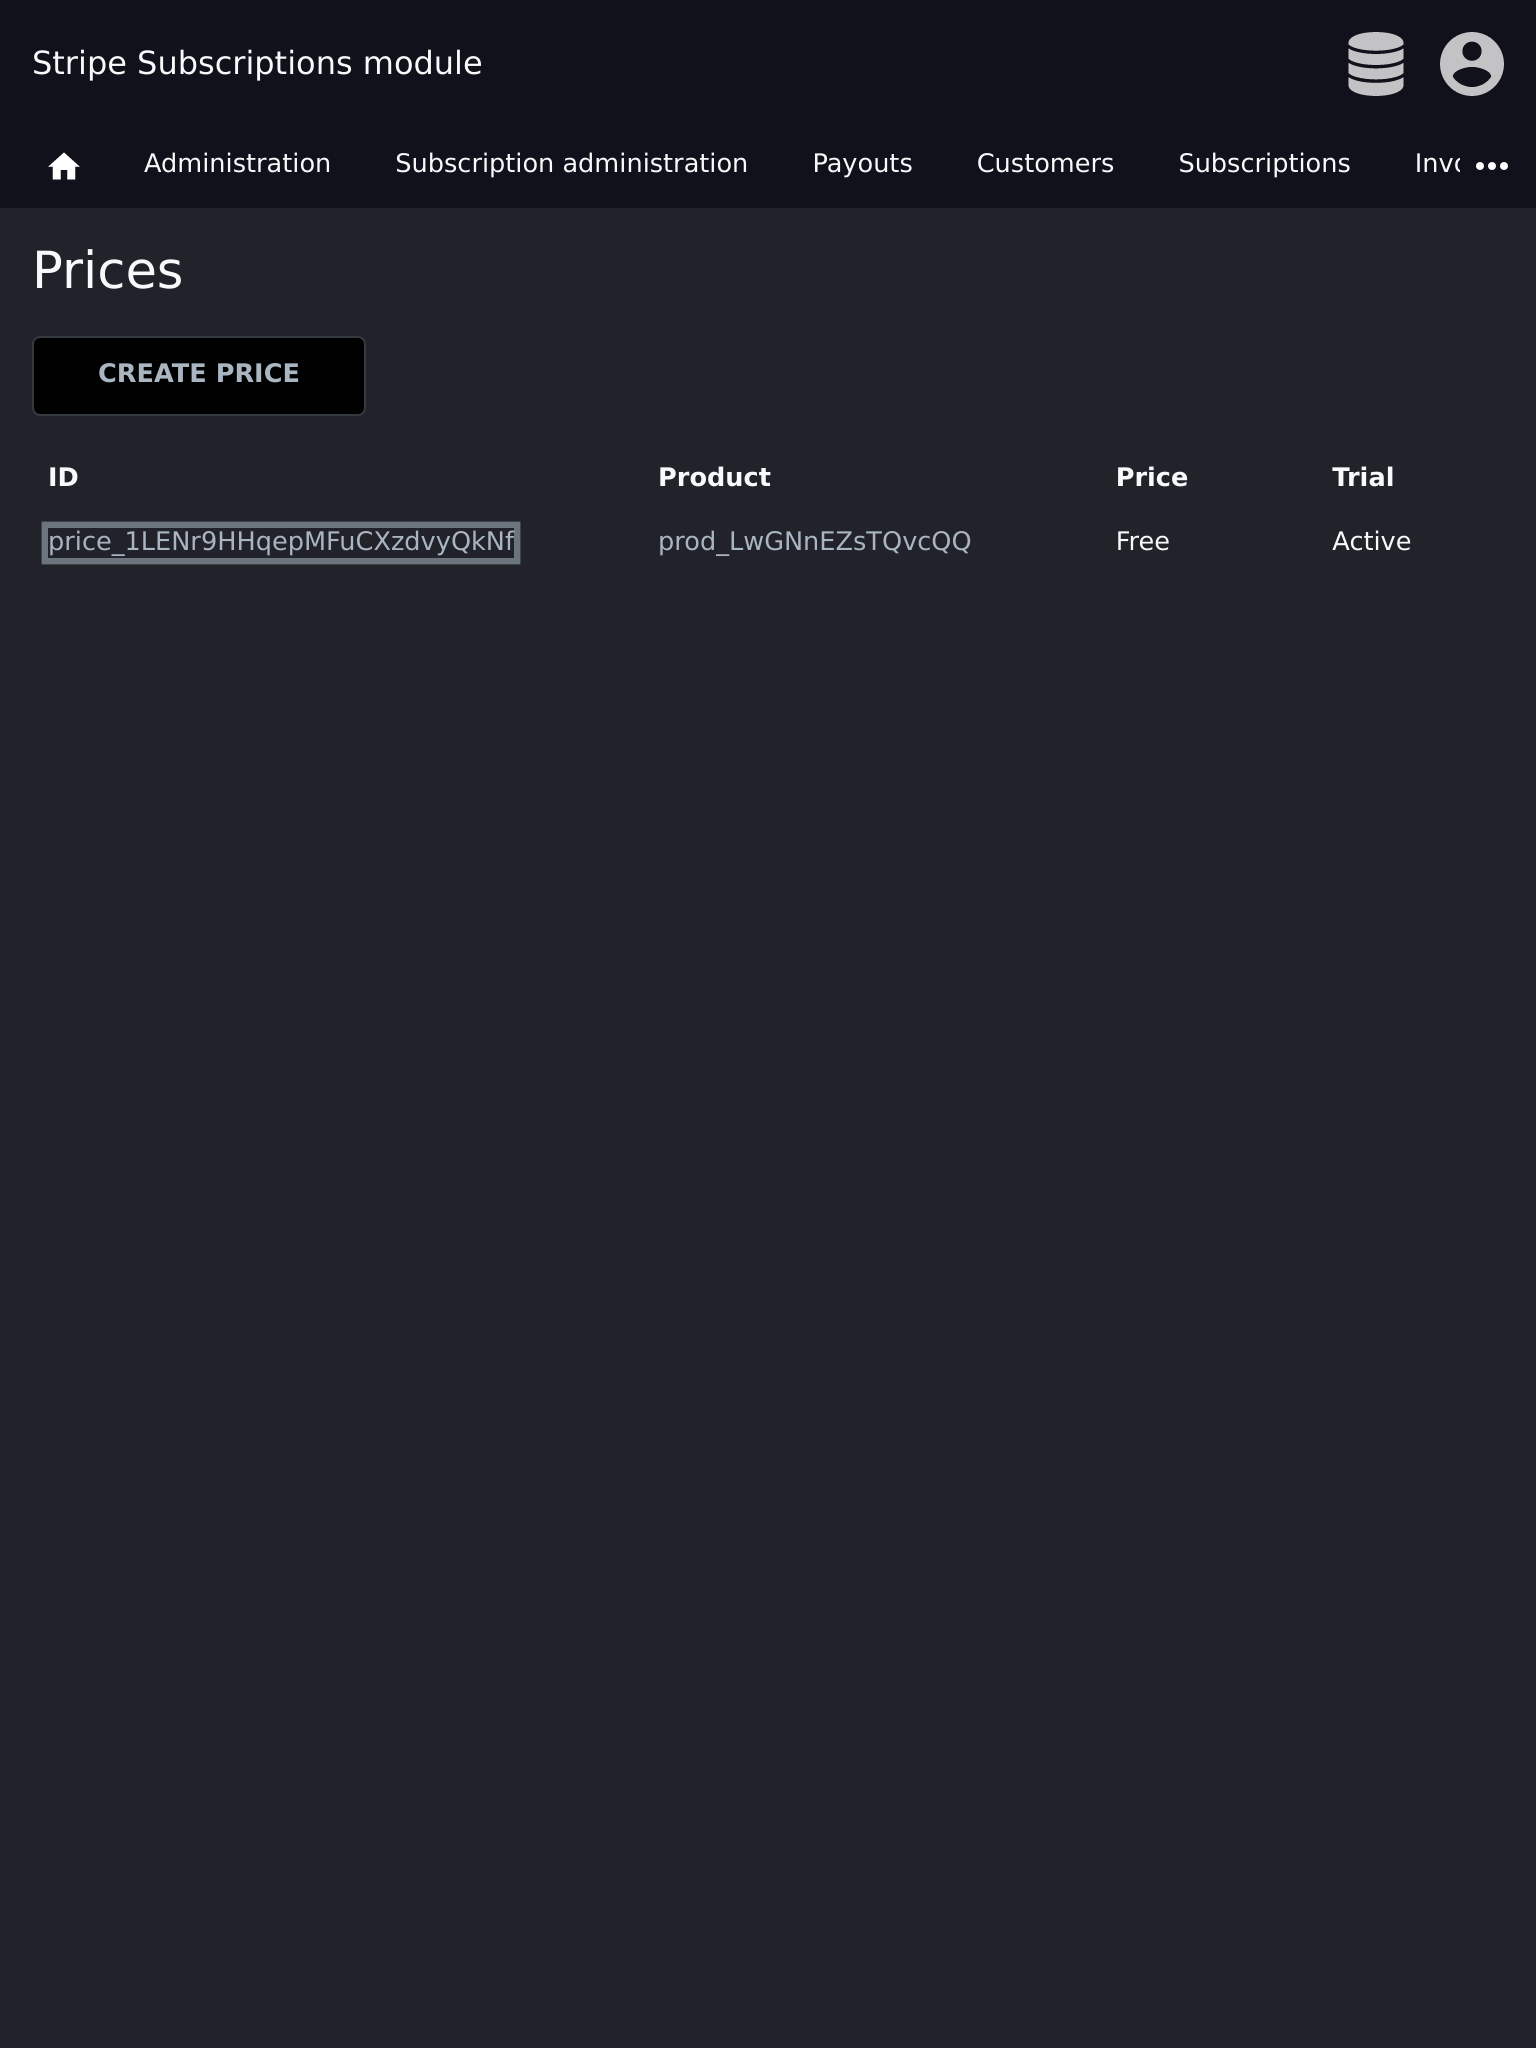 Stripe Subscriptions module
Administration Subscription administration Payouts Customers Subscriptions
Prices
CREATE PRICE
ID Product Price Trial
price_1LENr9HHqepMFuCXzdvyQkNf prod_LwGNnEZsTQvcQQ Free Active